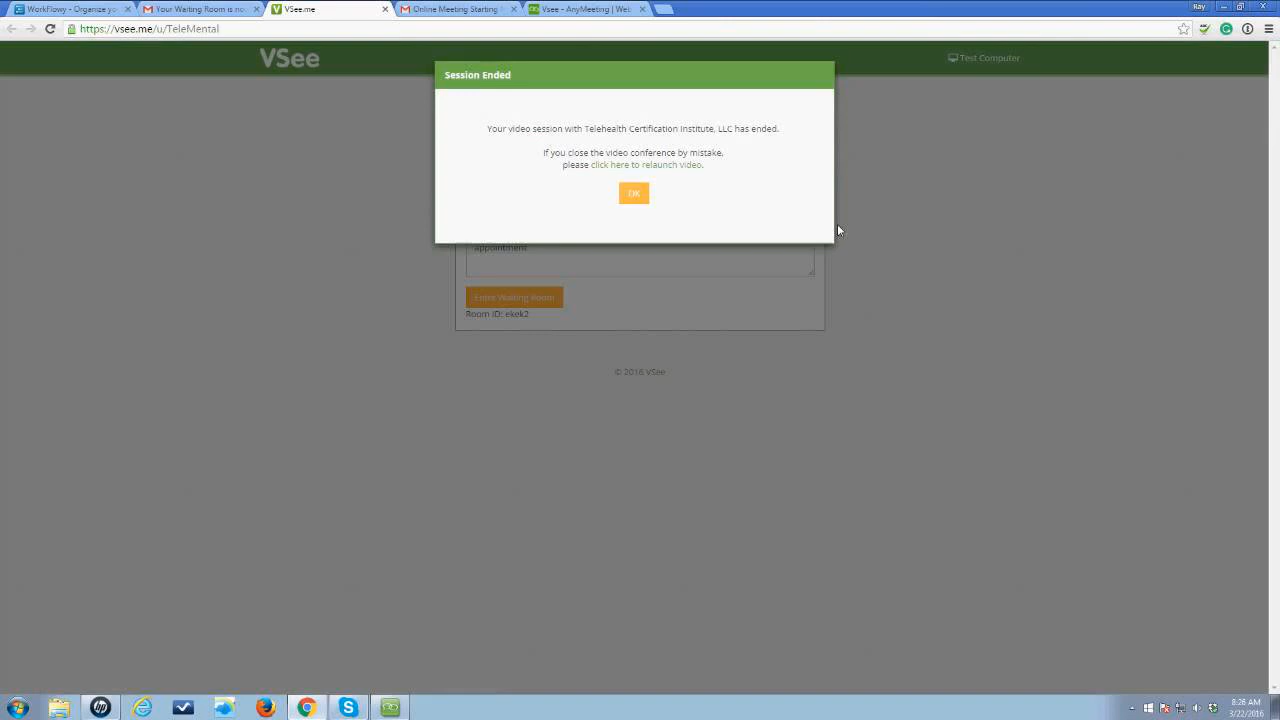 WorkFlowy - Organize yo
Your Waiting Room is no
VSee.me
Online Meeting Starting
Vsee - AnyMeeting | Web
Ray
https://vsee.me/u/TeleMental
VSee
Test Computer
Session Ended
Your video session with Telehealth Certification Institute, LLC has ended.
If you close the video conference by mistake,
please click here to relaunch video.
OK
appointment
Enter Waiting Room
Room ID: ekek2
© 2016 VSee
8:26 AM
3/22/2016